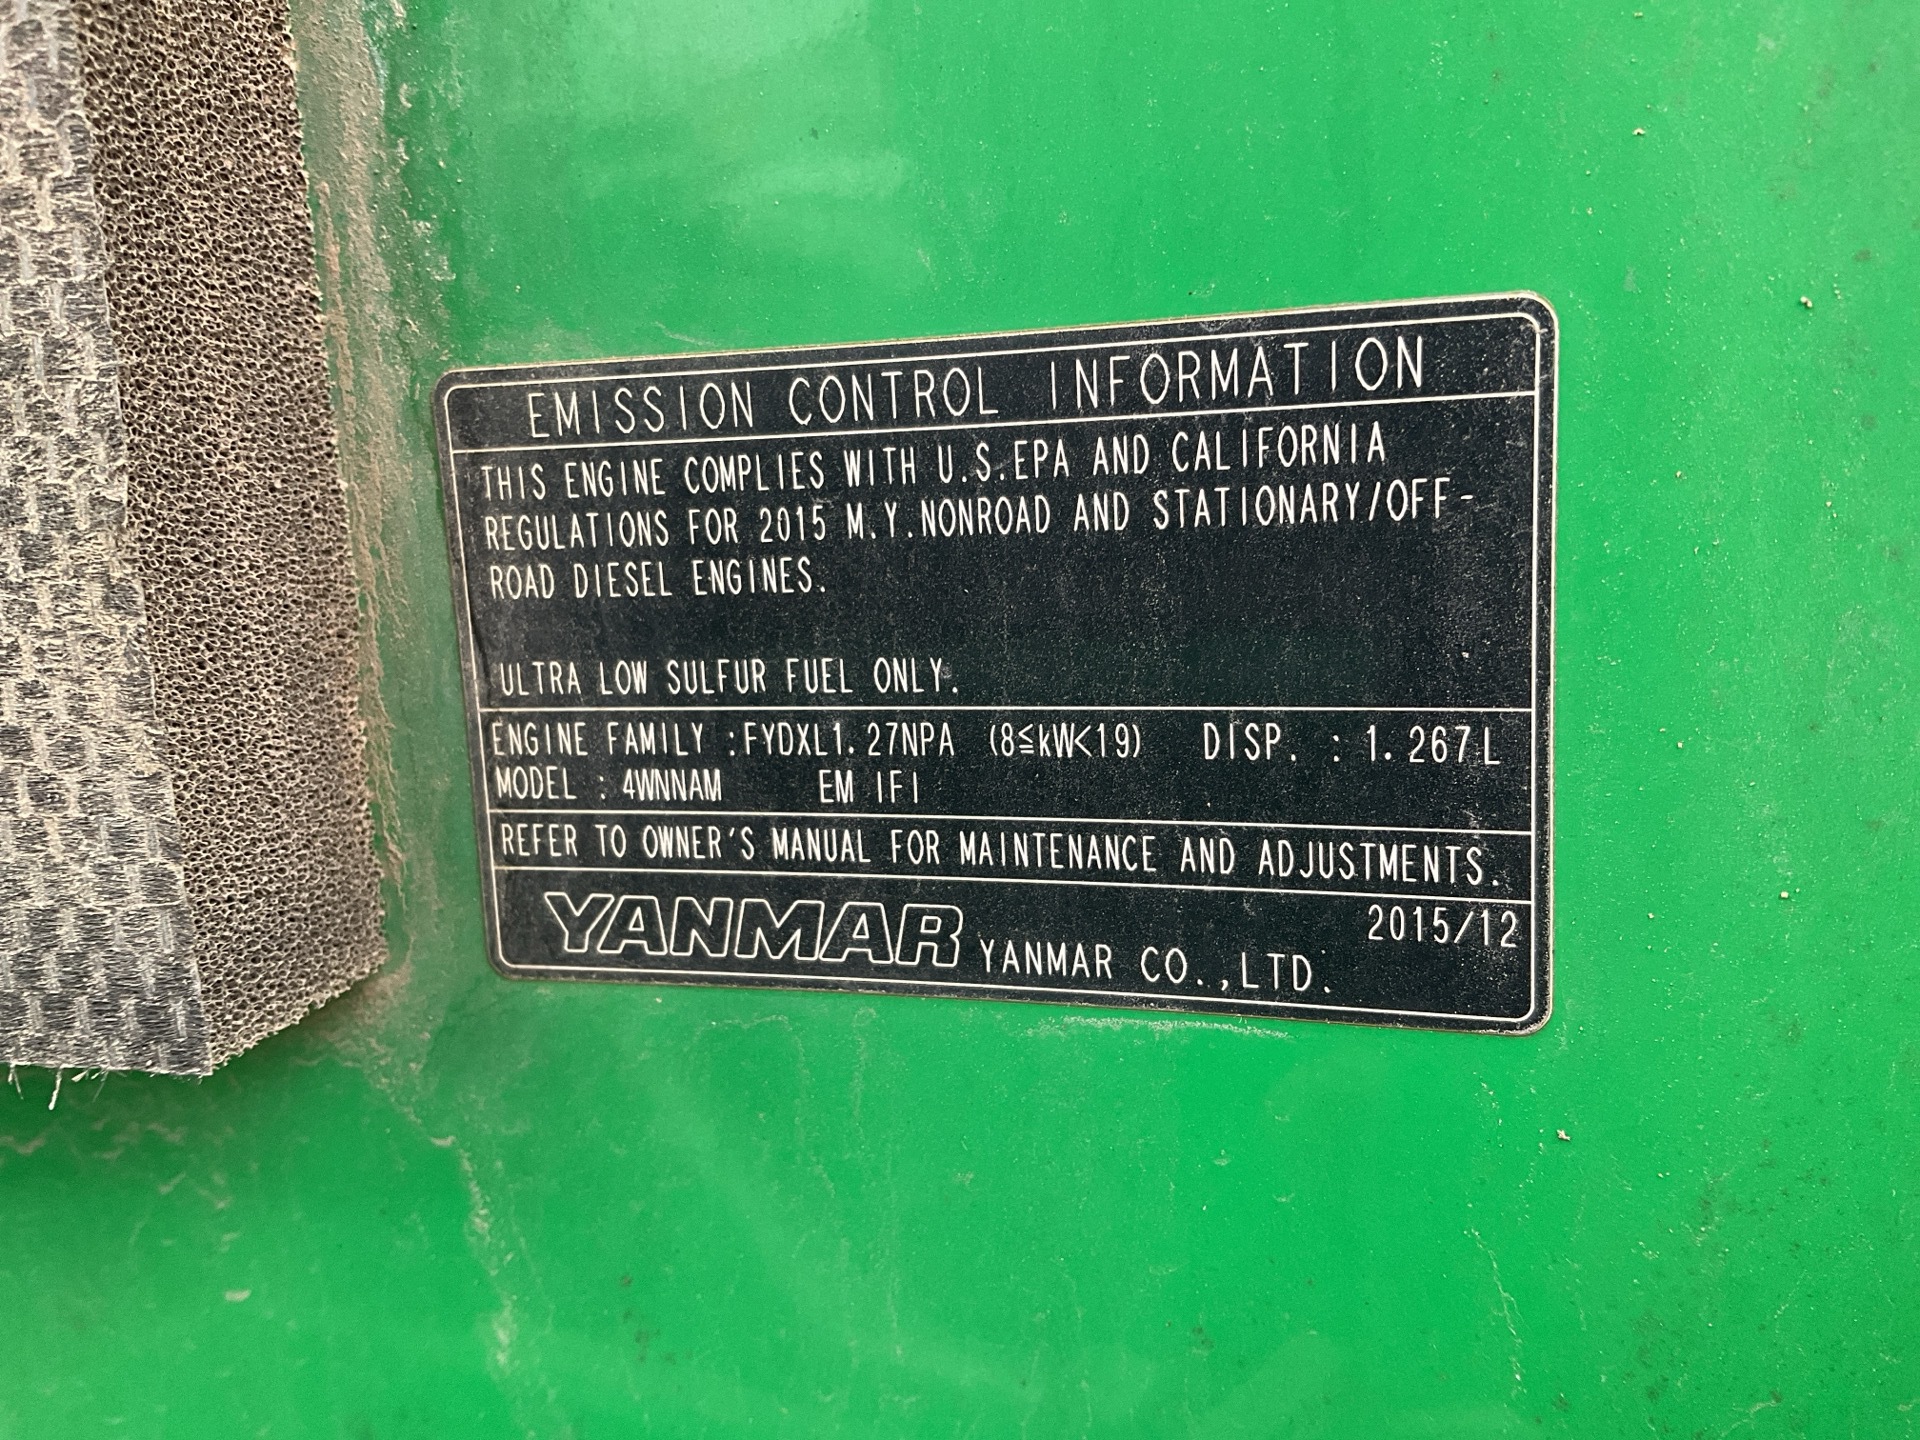 EMISSION CONTROL INFORMATION
THIS ENGINE COMPLIES WITH U.S.EPA AND CALIFORNIA
REGULATIONS FOR 2015 M.Y.NONROAD AND STATIONARY/OFF-
ROAD DIESEL ENGINES.
ULTRA LOW SULFUR FUEL ONLY.
ENGINE FAMILY :FYDXL1.27NPA (8≦kW<19) DISP. : 1.267L
MODEL : 4WNNAM EM IFI
REFER TO OWNER'S MANUAL FOR MAINTENANCE AND ADJUSTMENTS.
2015/12
YANMAR YANMAR CO.,LTD.